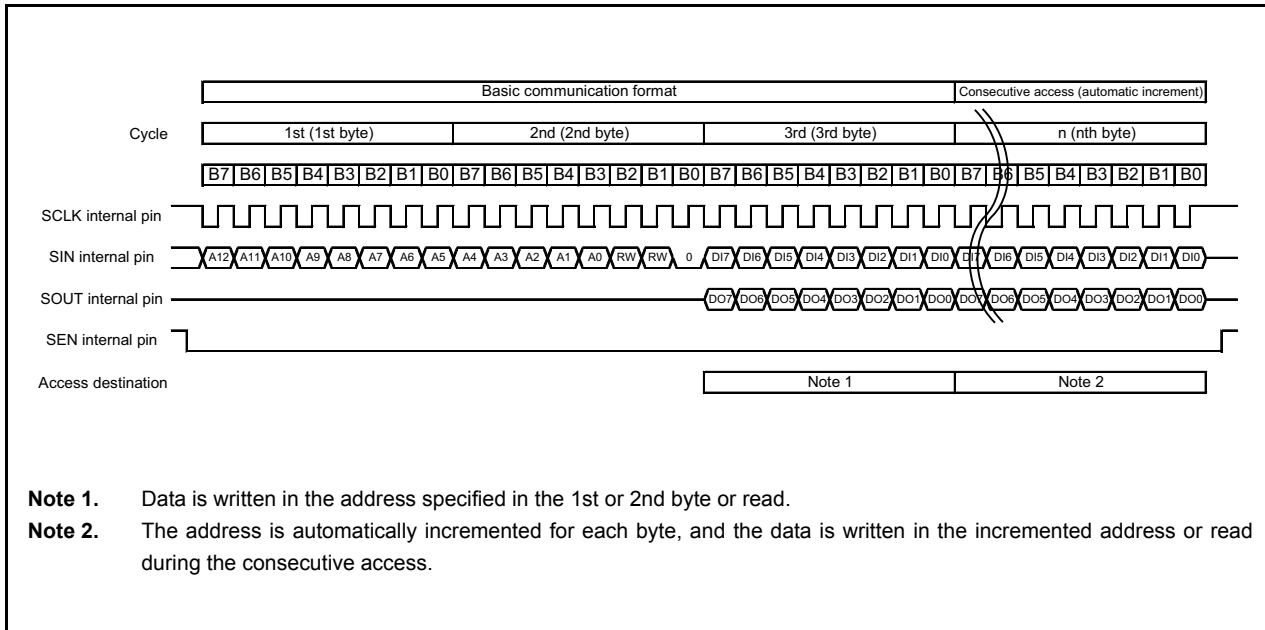 Basic communication format Consecutive access (automatic increment)
Cycle 1st (1st byte) 2nd (2nd byte) 3rd (3rd byte) n (nth byte)
B7 B6 B5 B4 B3 B2 B1 B0 B7 B6 B5 B4 B3 B2 B1 B0 B7 B6 B5 B4 B3 B2 B1 B0 B7 B6 B5 B4 B3 B2 B1 B0
SCLK internal pin
SIN internal pin A12 A11 A10 A9 A8 A7 A6 A5 A4 A3 A2 A1 A0 RW RW 0 DI7 DI6 DI5 DI4 DI3 DI2 DI1 DI0 DI7 DI6 DI5 DI4 DI3 DI2 DI1 DI0
SOUT internal pin DO7 DO6 DO5 DO4 DO3 DO2 DO1 DO0 DO7 DO6 DO5 DO4 DO3 DO2 DO1 DO0
SEN internal pin
Access destination Note 1 Note 2
Note 1. Data is written in the address specified in the 1st or 2nd byte or read.
Note 2. The address is automatically incremented for each byte, and the data is written in the incremented address or read
during the consecutive access.